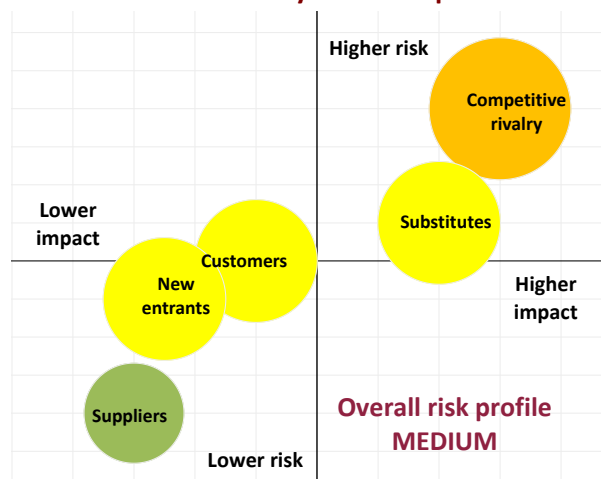 Higher risk
Competitive
rivalry
Lower
impact
Substitutes
Customers
New
entrants
Higher
impact
Suppliers
Overall risk profile
MEDIUM
Lower risk